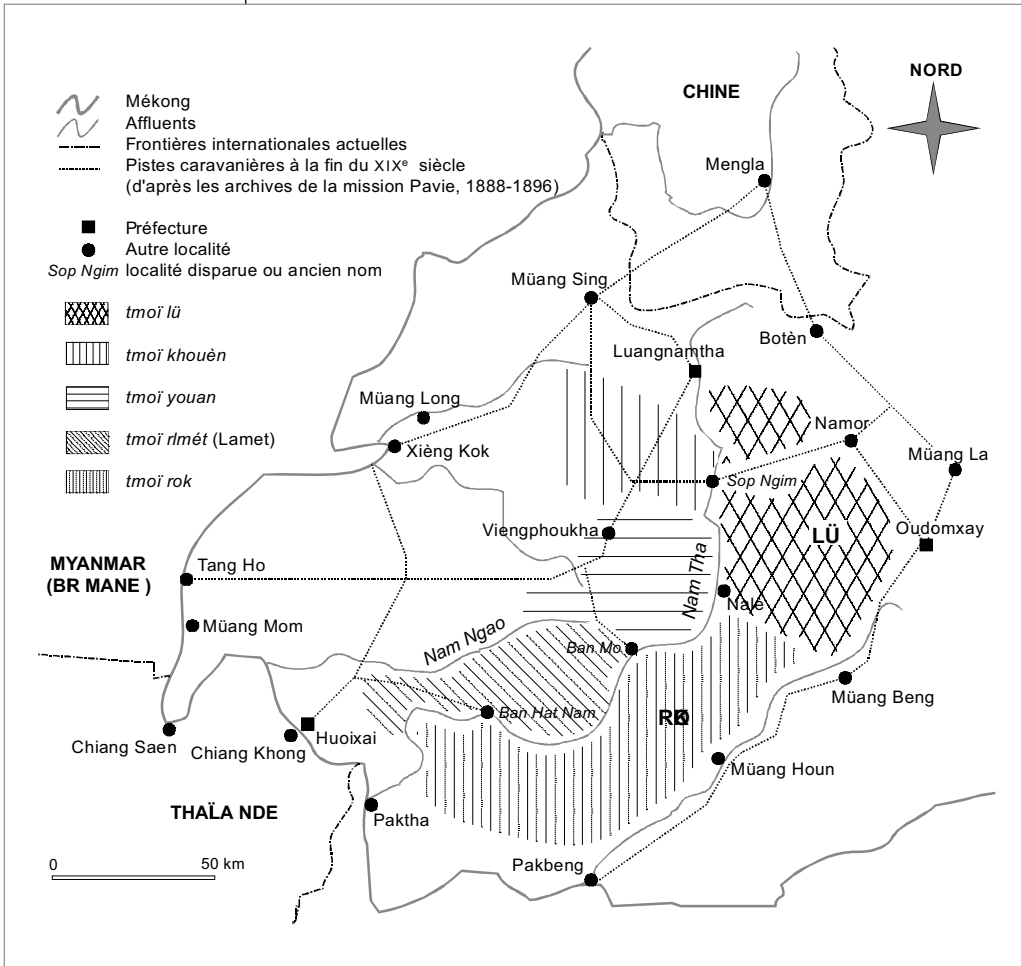 CHINE
NORD
Mékong
Affluents
Frontières internationales actuelles
Pistes caravanières à la fin du XIXe siècle
(d'après les archives de la mission Pavie, 1888-1896)
Préfecture
Autre localité
Sop Ngim localité disparue ou ancien nom
tmoï lü
tmoï khouèn
tmoï youan
tmoï rlmét (Lamet)
tmoï rok
Mengla
Müang Sing
Botèn
Luangnamtha
Müang Long
Namor
Xièng Kok
Müang La
Sop Ngim
Viengphoukha
LÜ
Oudomxay
MYANMAR
(BR MANE )
Tang Ho
Nam Tha
Nalè
Müang Mom
Nam Ngao
Ban Mo
Müang Beng
Ban Hat Nam
Chiang Saen
Chiang Khong
Huoixai
Müang Houn
THAÏLA NDE
Paktha
0 50 km
Pakbeng